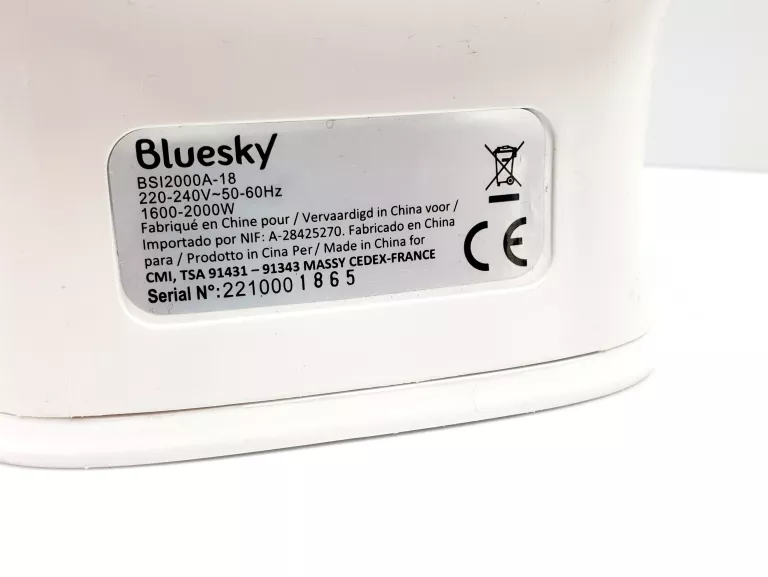 Bluesky
BSI2000A-18
220-240V~50-60Hz
1600-2000W
Fabriqué en Chine pour / Vervaardigd in China voor /
Importado por NIF: A-28425270. Fabricado en China
para / Prodotto in Cina Per/ Made in China for
CMI, TSA 91431 – 91343 MASSY CEDEX-FRANCE
Serial N°:2210001865
CE